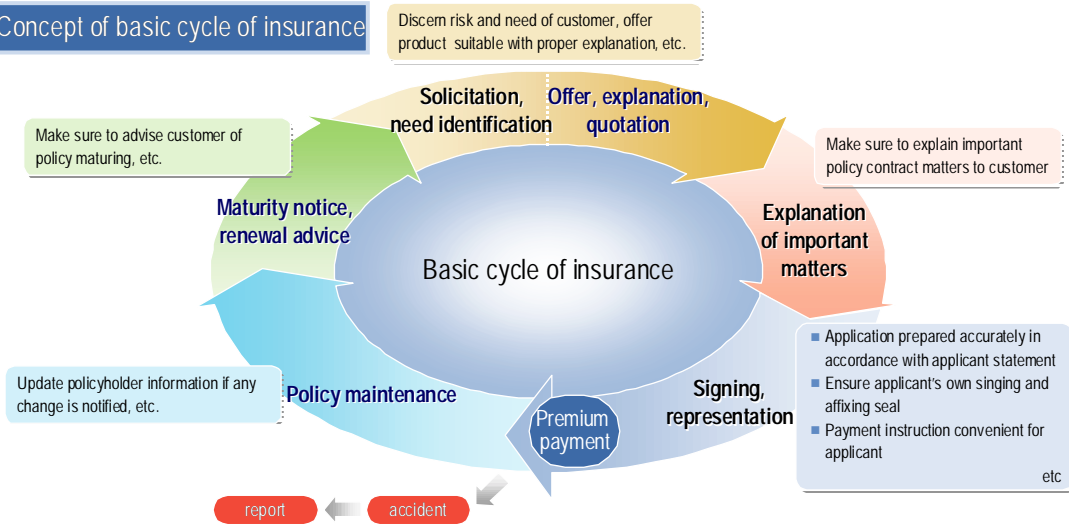 Concept of basic cycle of insurance
Discern risk and need of customer, offer
product suitable with proper explanation, etc.
Solicitation,
need identification
Offer, explanation,
quotation
Make sure to advise customer of
policy maturing, etc.
Make sure to explain important
policy contract matters to customer
Maturity notice,
renewal advice
Explanation
of important
matters
Basic cycle of insurance
Application prepared accurately in
accordance with applicant statement
Ensure applicant's own singing and
affixing seal
Payment instruction convenient for
applicant
etc
Update policyholder information if any
change is notified, etc.
Policy maintenance
Signing,
representation
Premium
payment
report
accident